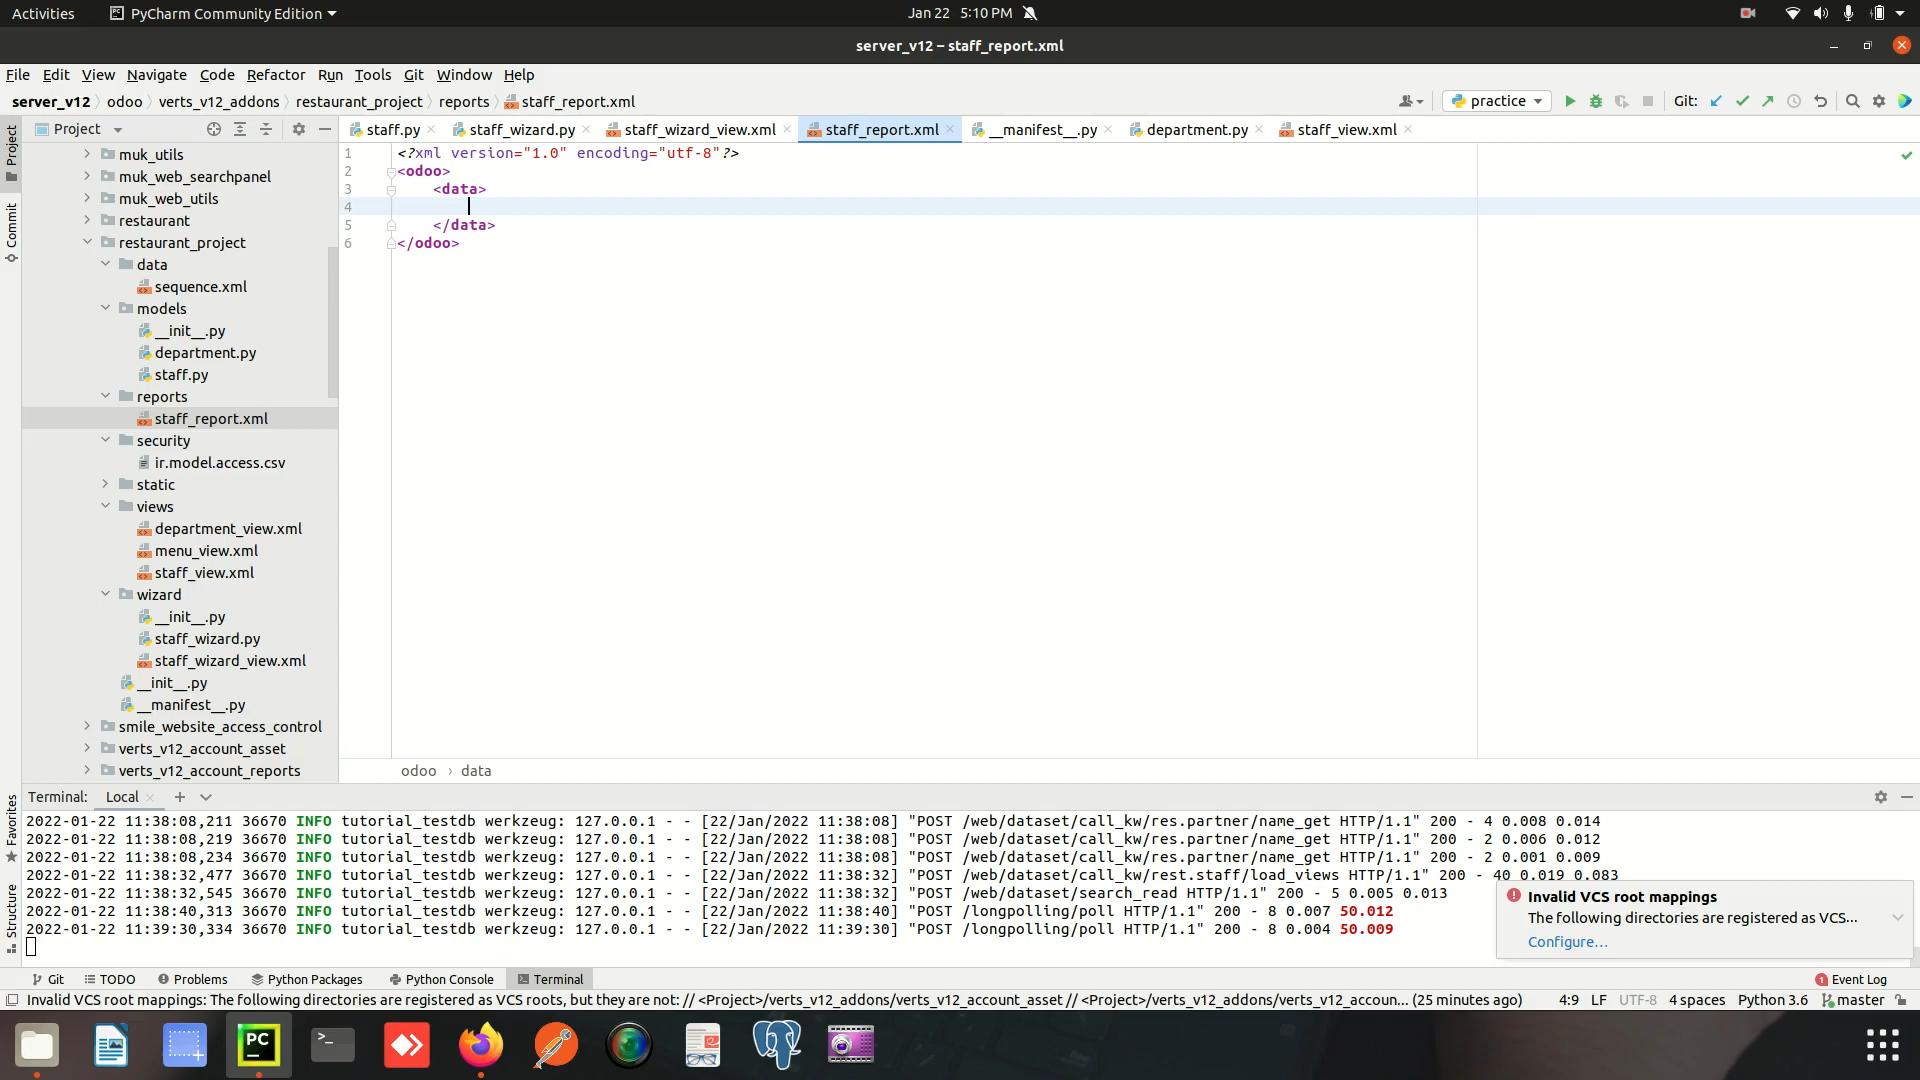 Activities
PyCharm Community Edition
Jan 22 5:10 PM
server_v12 – staff_report.xml
File Edit View Navigate Code Refactor Run Tools Git Window Help
server_v12 odoo verts_v12_addons restaurant_project reports staff_report.xml
practice
Git:
Project
staff.py staff_wizard.py staff_wizard_view.xml staff_report.xml __manifest__.py department.py staff_view.xml
Project
Commit
muk_utils
muk_web_searchpanel
muk_web_utils
restaurant
restaurant_project
data
sequence.xml
models
__init__.py
department.py
staff.py
reports
staff_report.xml
security
ir.model.access.csv
static
views
department_view.xml
menu_view.xml
staff_view.xml
wizard
__init__.py
staff_wizard.py
staff_wizard_view.xml
__init__.py
__manifest__.py
smile_website_access_control
verts_v12_account_asset
verts_v12_account_reports
1 <?xml version="1.0" encoding="utf-8"?>
2 <odoo>
3 <data>
4
5 </data>
6 </odoo>
odoo › data
Favorites
Structure
Terminal: Local
2022-01-22 11:38:08,211 36670 INFO tutorial_testdb werkzeug: 127.0.0.1 - - [22/Jan/2022 11:38:08] "POST /web/dataset/call_kw/res.partner/name_get HTTP/1.1" 200 - 4 0.008 0.014
2022-01-22 11:38:08,219 36670 INFO tutorial_testdb werkzeug: 127.0.0.1 - - [22/Jan/2022 11:38:08] "POST /web/dataset/call_kw/res.partner/name_get HTTP/1.1" 200 - 2 0.006 0.012
2022-01-22 11:38:08,234 36670 INFO tutorial_testdb werkzeug: 127.0.0.1 - - [22/Jan/2022 11:38:08] "POST /web/dataset/call_kw/res.partner/name_get HTTP/1.1" 200 - 2 0.001 0.009
2022-01-22 11:38:32,477 36670 INFO tutorial_testdb werkzeug: 127.0.0.1 - - [22/Jan/2022 11:38:32] "POST /web/dataset/call_kw/rest.staff/load_views HTTP/1.1" 200 - 40 0.019 0.083
2022-01-22 11:38:32,545 36670 INFO tutorial_testdb werkzeug: 127.0.0.1 - - [22/Jan/2022 11:38:32] "POST /web/dataset/search_read HTTP/1.1" 200 - 5 0.005 0.013
2022-01-22 11:38:40,313 36670 INFO tutorial_testdb werkzeug: 127.0.0.1 - - [22/Jan/2022 11:38:40] "POST /longpolling/poll HTTP/1.1" 200 - 8 0.007 50.012
2022-01-22 11:39:30,334 36670 INFO tutorial_testdb werkzeug: 127.0.0.1 - - [22/Jan/2022 11:39:30] "POST /longpolling/poll HTTP/1.1" 200 - 8 0.004 50.009
Invalid VCS root mappings
The following directories are registered as VCS...
Configure...
Git TODO Problems Python Packages Python Console Terminal
1 Event Log
Invalid VCS root mappings: The following directories are registered as VCS roots, but they are not: // <Project>/verts_v12_addons/verts_v12_account_asset // <Project>/verts_v12_addons/verts_v12_accoun... (25 minutes ago)
4:9 LF UTF-8 4 spaces Python 3.6 master
PC